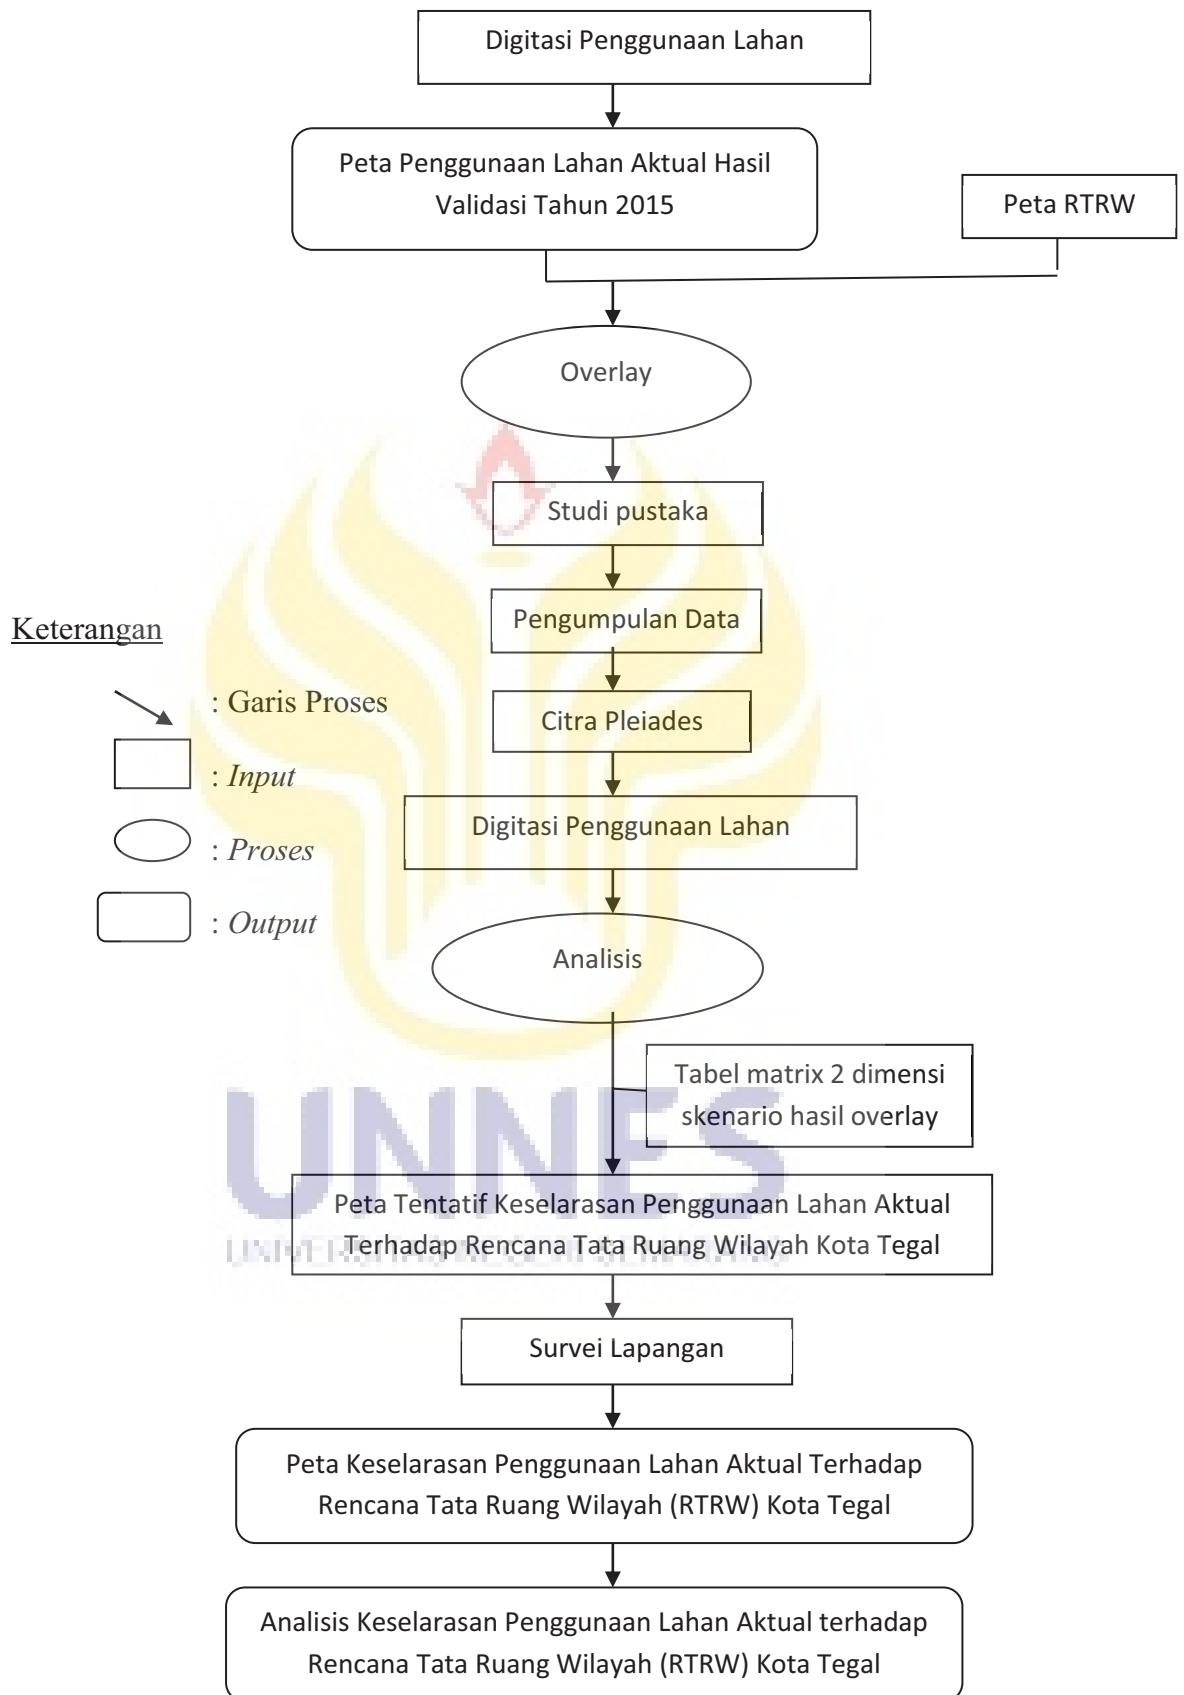 Digitasi Penggunaan Lahan
Peta Penggunaan Lahan Aktual Hasil
Validasi Tahun 2015
Peta RTRW
Overlay
Studi pustaka
Pengumpulan Data
Citra Pleiades
Digitasi Penggunaan Lahan
Analisis
Keterangan
: Garis Proses
: Input
: Proses
: Output
Tabel matrix 2 dimensi
skenario hasil overlay
UNNES
Peta Tentatif Keselarasan Penggunaan Lahan Aktual
Terhadap Rencana Tata Ruang Wilayah Kota Tegal
Survei Lapangan
Peta Keselarasan Penggunaan Lahan Aktual Terhadap
Rencana Tata Ruang Wilayah (RTRW) Kota Tegal
Analisis Keselarasan Penggunaan Lahan Aktual terhadap
Rencana Tata Ruang Wilayah (RTRW) Kota Tegal